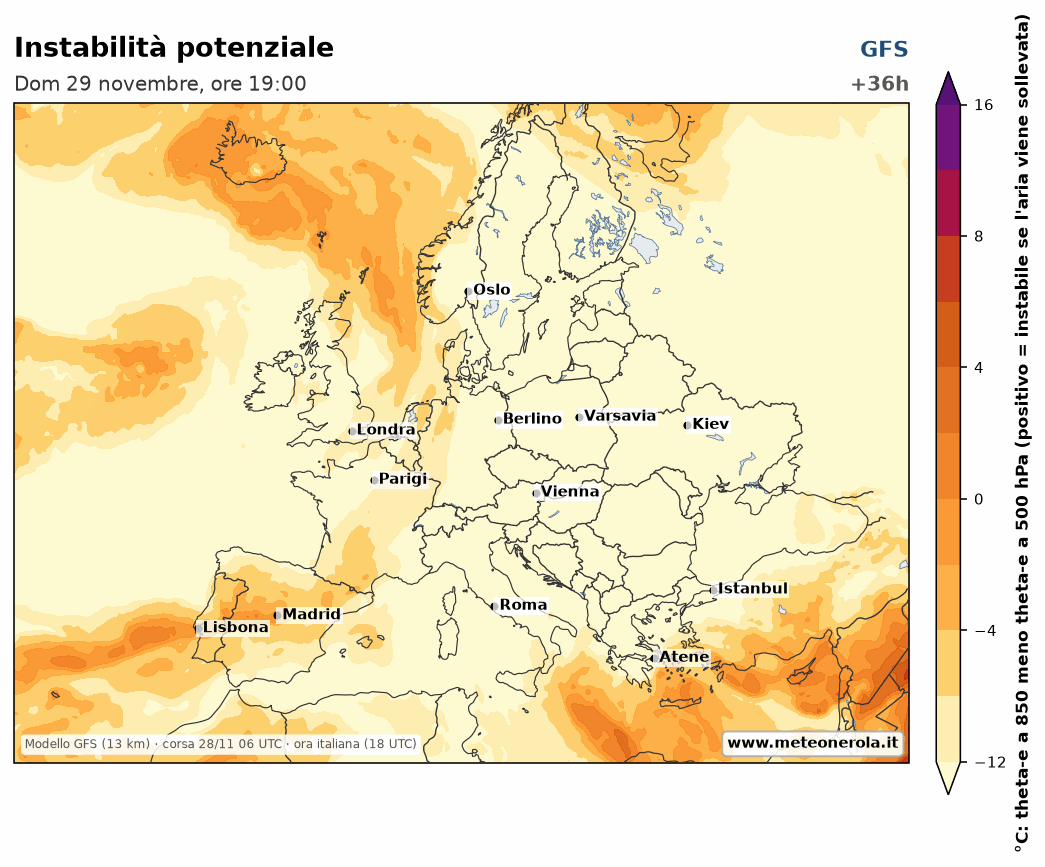 Instabilità potenziale
GFS
Dom 29 novembre, ore 19:00
+36h
Oslo
Londra
Berlino
Varsavia
Kiev
Parigi
Vienna
Madrid
Lisbona
Roma
Istanbul
Atene
Modello GFS (13 km) · corsa 28/11 06 UTC · ora italiana (18 UTC)
www.meteonerola.it
16
8
4
0
−4
−12
°C: theta-e a 850 meno theta-e a 500 hPa (positivo = instabile se l'aria viene sollevata)